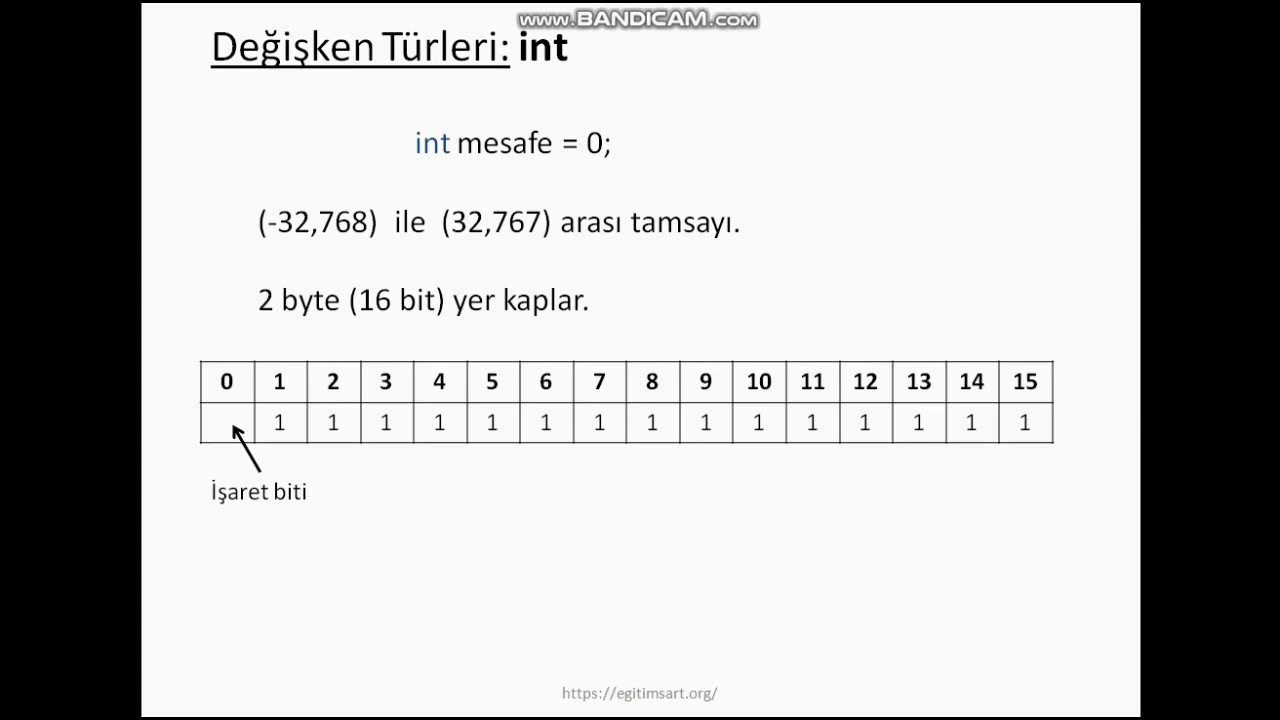 www.BANDICAM.com
Değişken Türleri: int
int mesafe = 0;
(-32,768) ile (32,767) arası tamsayı.
2 byte (16 bit) yer kaplar.
0 1 2 3 4 5 6 7 8 9 10 11 12 13 14 15
1 1 1 1 1 1 1 1 1 1 1 1 1 1 1
İşaret biti
https://egitimsart.org/